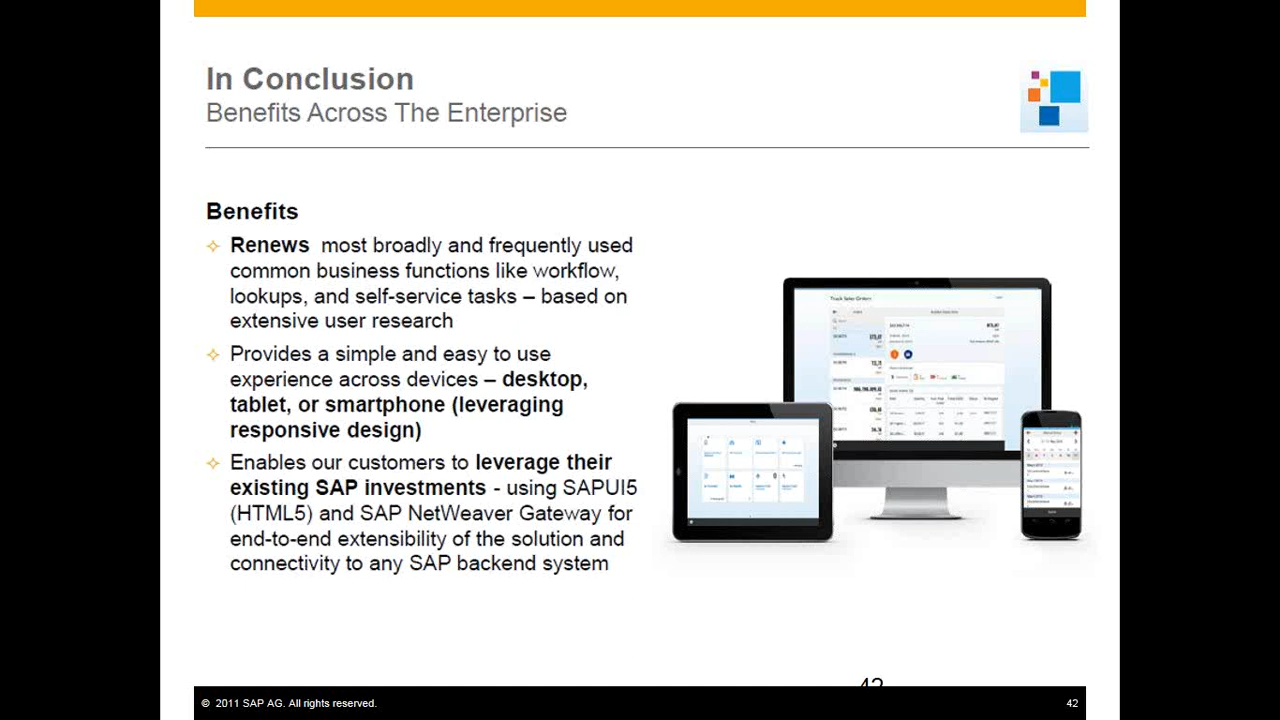 In Conclusion
Benefits Across The Enterprise
Benefits
Renews most broadly and frequently used
common business functions like workflow,
lookups, and self-service tasks – based on
extensive user research
Provides a simple and easy to use
experience across devices – desktop,
tablet, or smartphone (leveraging
responsive design)
Enables our customers to leverage their
existing SAP investments - using SAPUI5
(HTML5) and SAP NetWeaver Gateway for
end-to-end extensibility of the solution and
connectivity to any SAP backend system
Track Sales Orders
42
© 2011 SAP AG. All rights reserved.
42